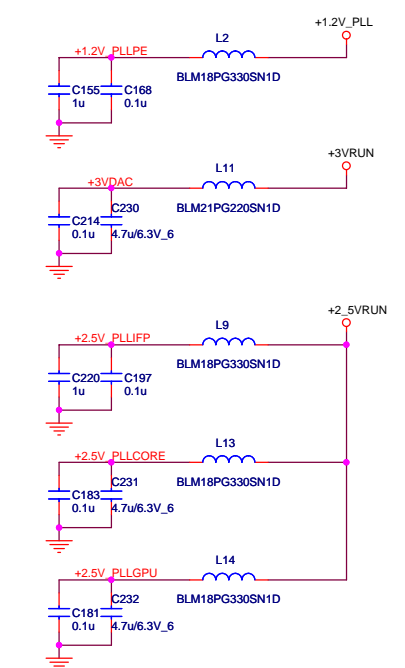 +1.2V_PLL
+1.2V_PLLPE
L2
BLM18PG330SN1D
C155
1u
C168
0.1u
+3VRUN
+3VDAC
L11
BLM21PG220SN1D
C214
0.1u
C230
4.7u/6.3V_6
+2_5VRUN
+2.5V_PLLIFP
L9
BLM18PG330SN1D
C220
1u
C197
0.1u
+2.5V_PLLCORE
L13
BLM18PG330SN1D
C183
0.1u
C231
4.7u/6.3V_6
+2.5V_PLLGPU
L14
BLM18PG330SN1D
C181
0.1u
C232
4.7u/6.3V_6